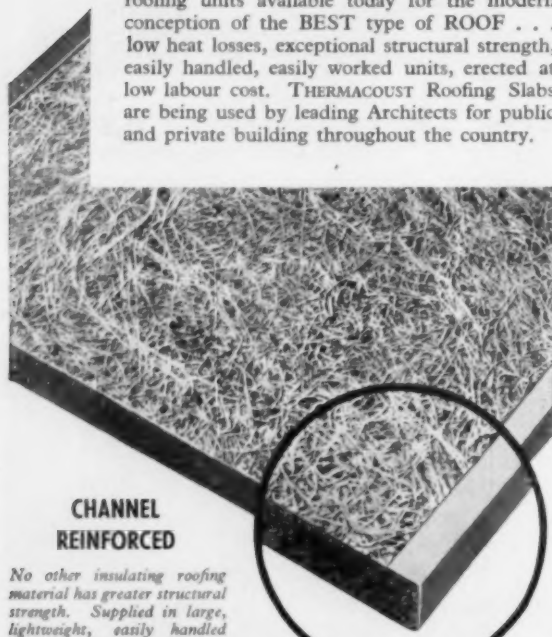 roofing units available today for the modern
conception of the BEST type of ROOF . . .
low heat losses, exceptional structural strength,
easily handled, easily worked units, erected at
low labour cost. THERMACOUST Roofing Slabs
are being used by leading Architects for public
and private building throughout the country.
CHANNEL
REINFORCED
No other insulating roofing
material has greater structural
strength. Supplied in large,
lightweight, easily handled